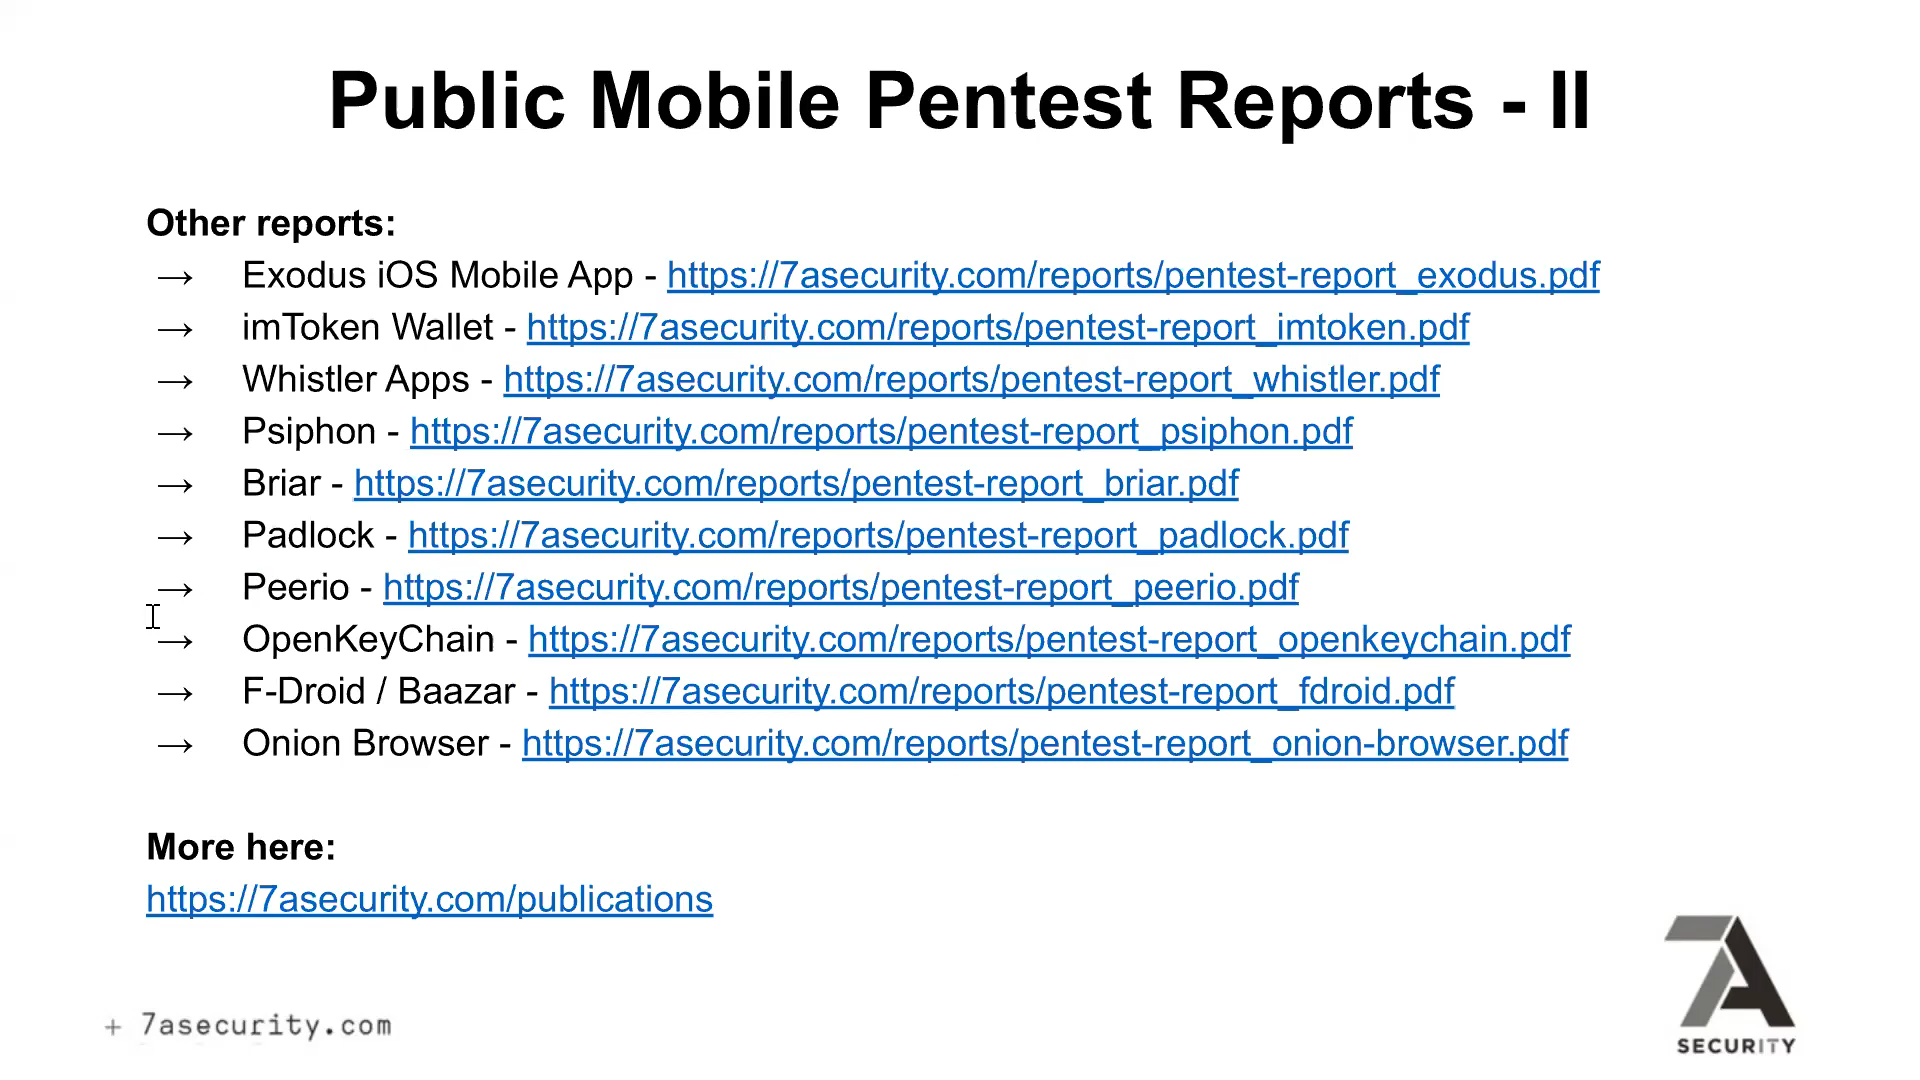 Public Mobile Pentest Reports - II
Other reports:
→ Exodus iOS Mobile App - https://7asecurity.com/reports/pentest-report_exodus.pdf
→ imToken Wallet - https://7asecurity.com/reports/pentest-report_imtoken.pdf
→ Whistler Apps - https://7asecurity.com/reports/pentest-report_whistler.pdf
→ Psiphon - https://7asecurity.com/reports/pentest-report_psiphon.pdf
→ Briar - https://7asecurity.com/reports/pentest-report_briar.pdf
→ Padlock - https://7asecurity.com/reports/pentest-report_padlock.pdf
→ Peerio - https://7asecurity.com/reports/pentest-report_peerio.pdf
→ OpenKeyChain - https://7asecurity.com/reports/pentest-report_openkeychain.pdf
→ F-Droid / Baazar - https://7asecurity.com/reports/pentest-report_fdroid.pdf
→ Onion Browser - https://7asecurity.com/reports/pentest-report_onion-browser.pdf
More here:
https://7asecurity.com/publications
+ 7asecurity.com
7A
SECURITY